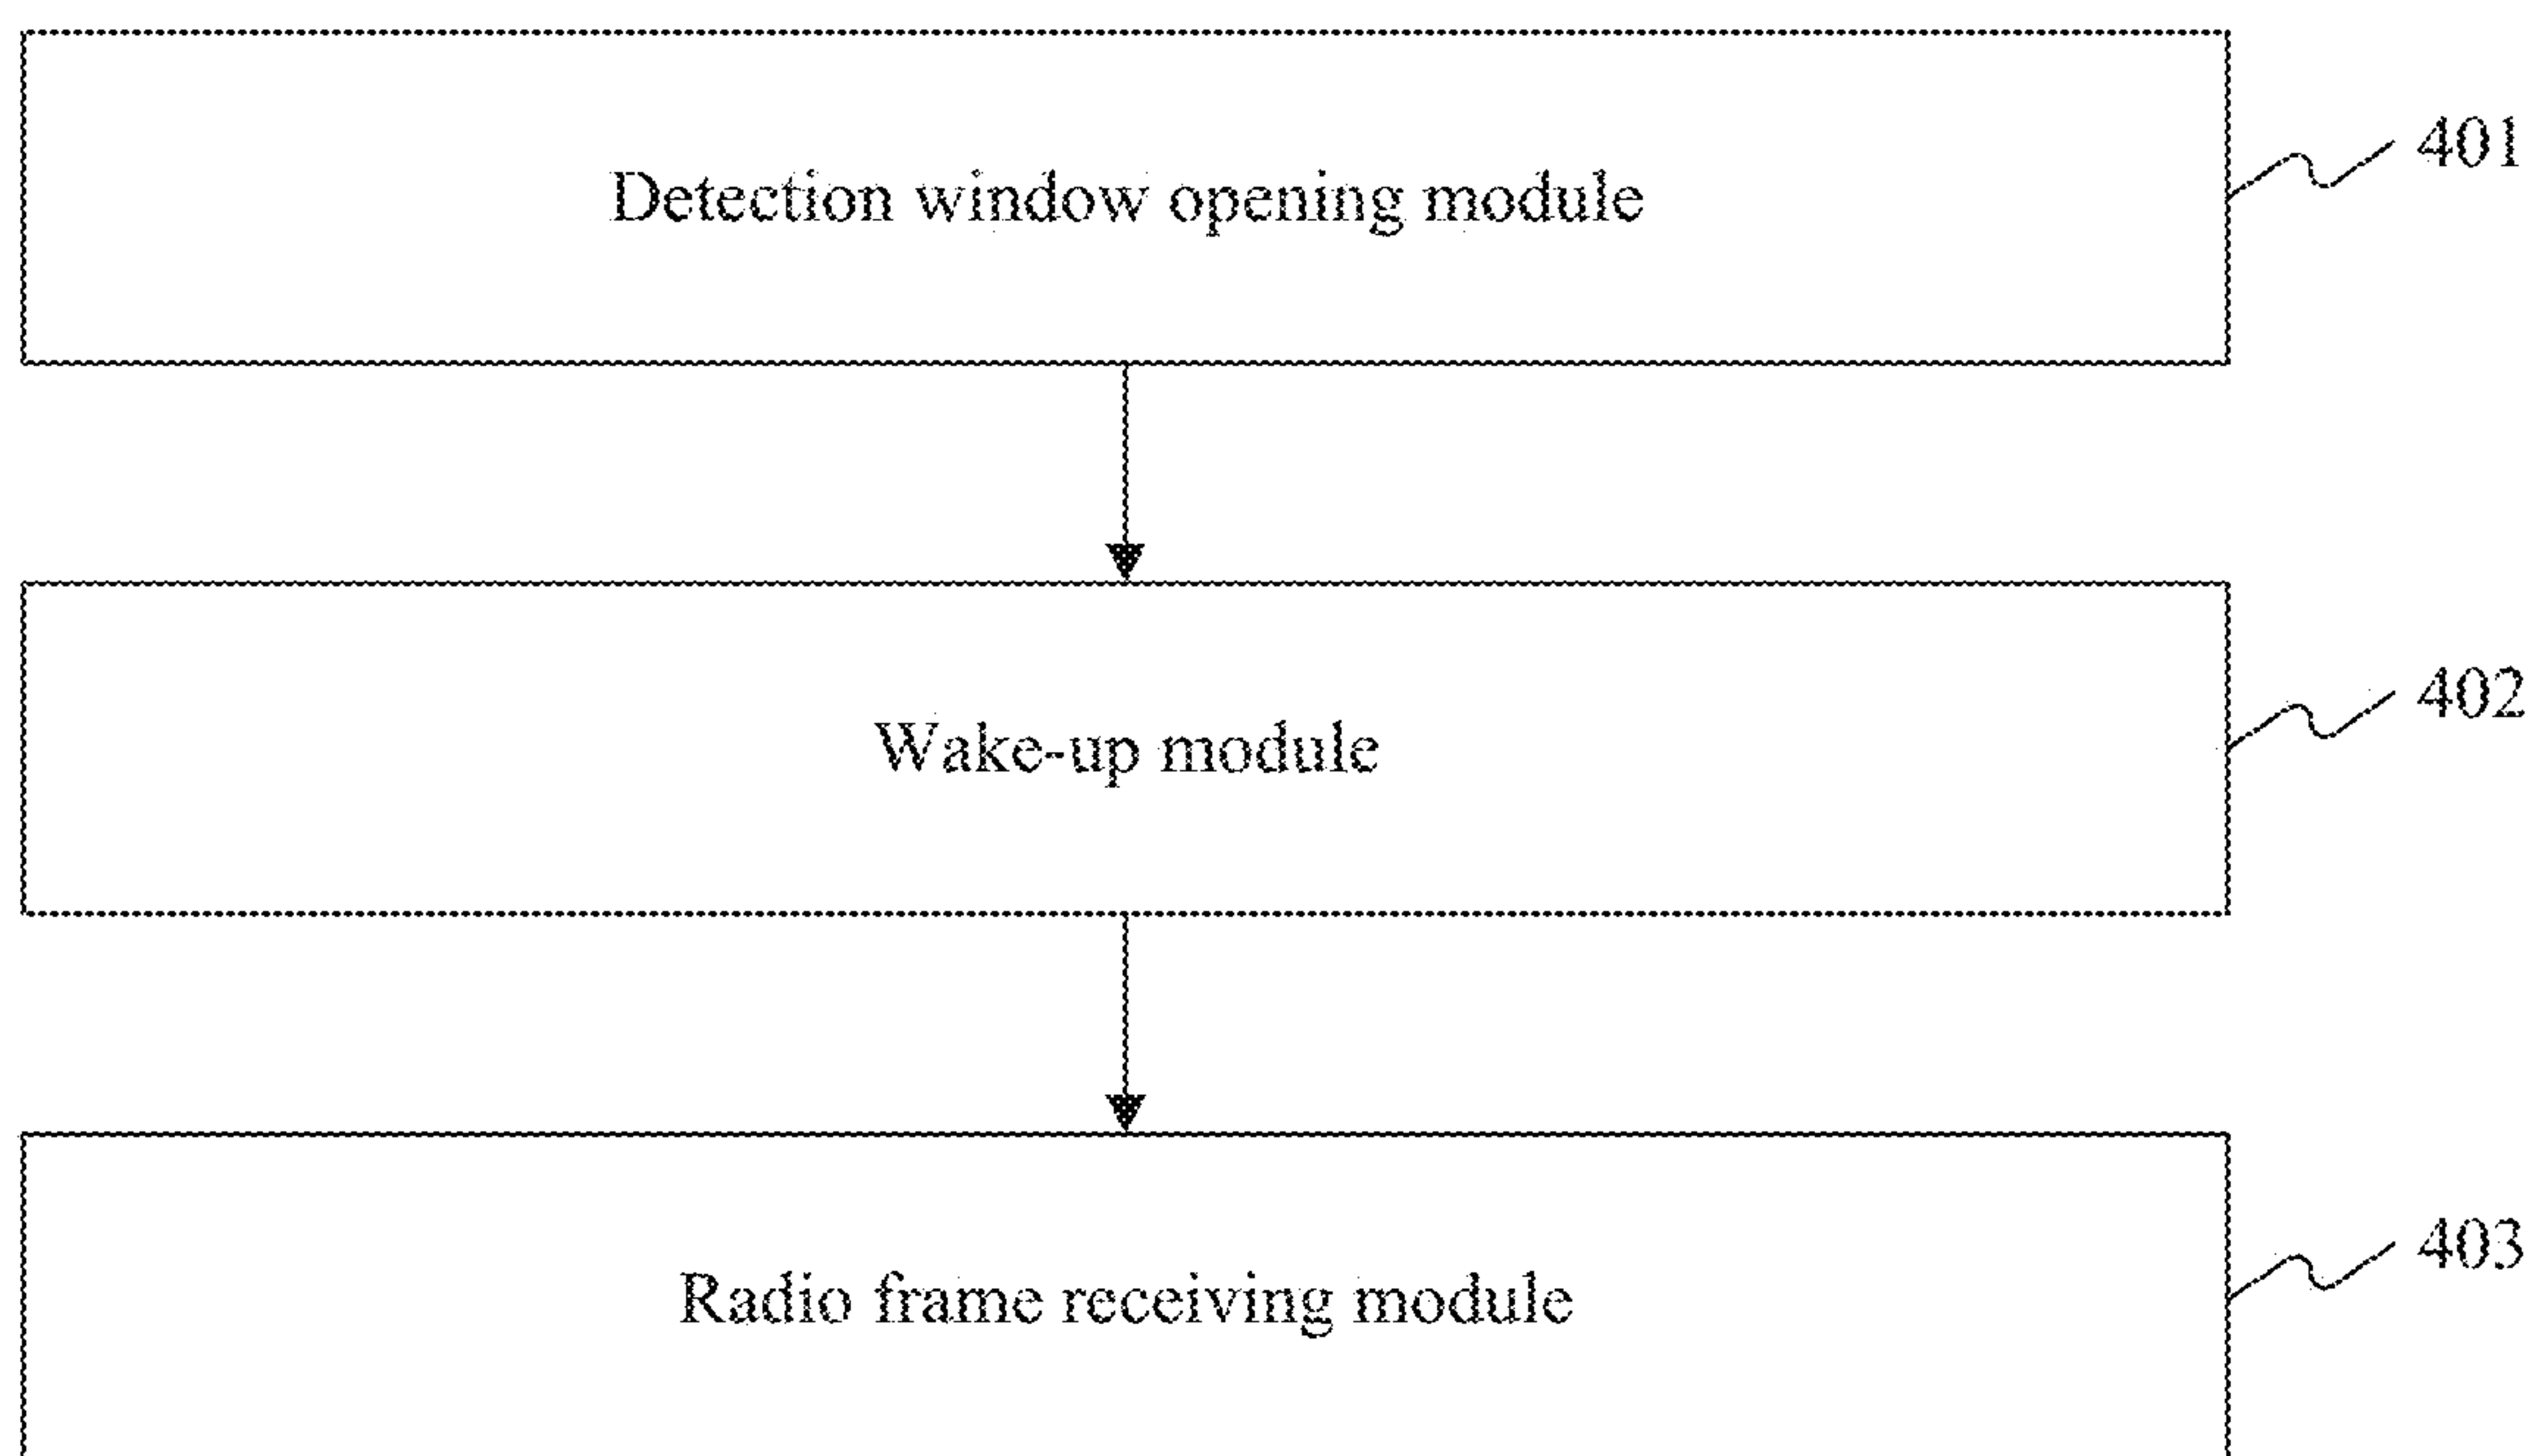 Detection window opening module
401
Wake-up module
402
Radio frame receiving module
403